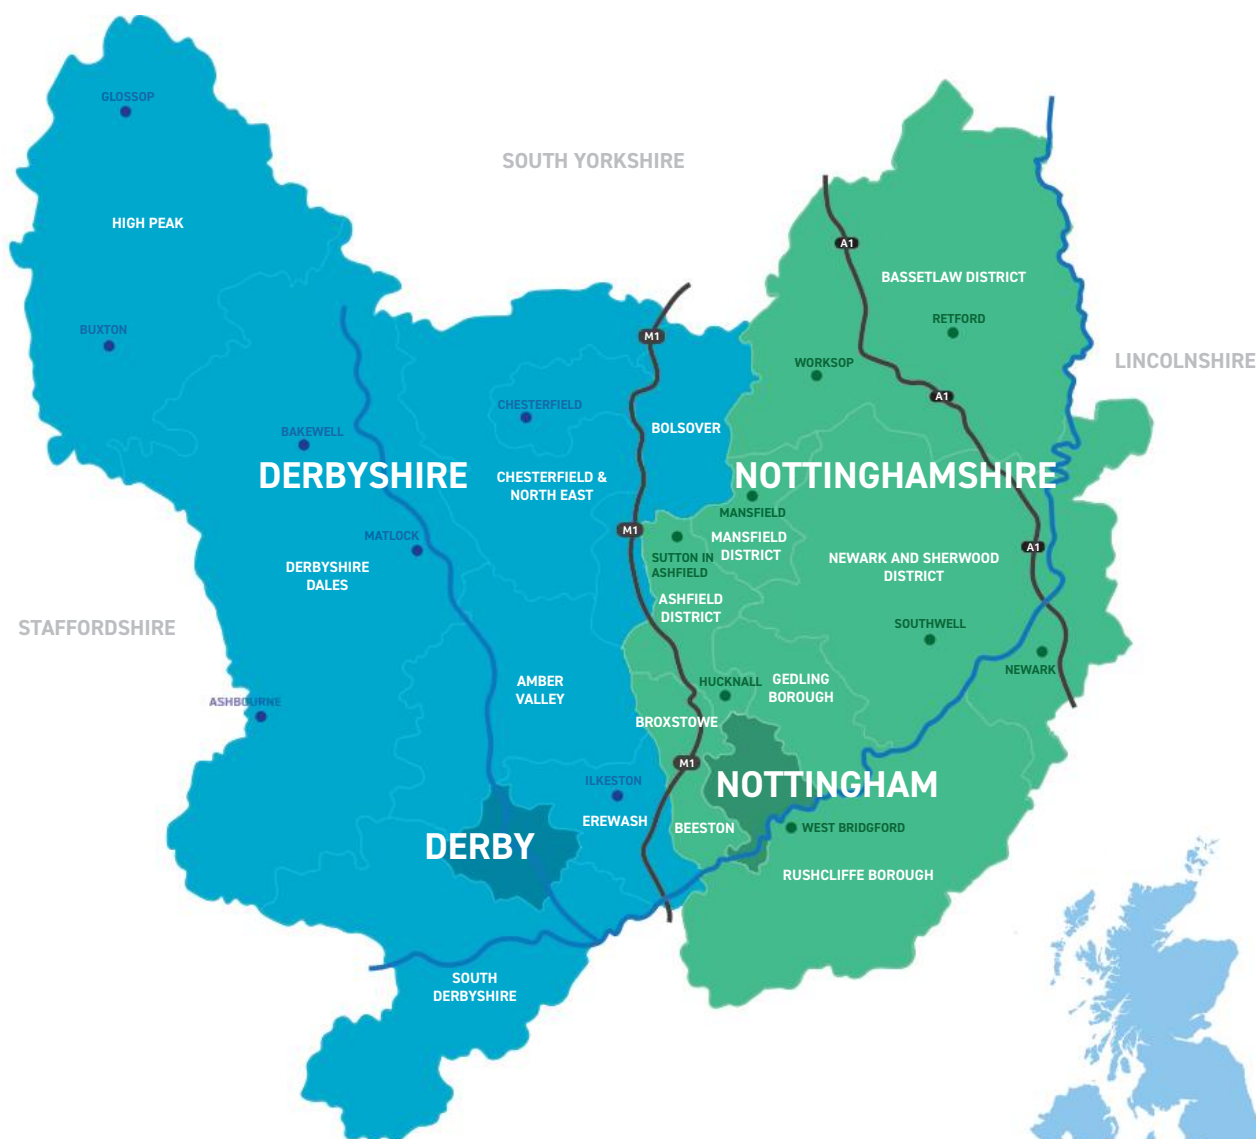 GLOSSOP
SOUTH YORKSHIRE
HIGH PEAK
A1
BASSETLAW DISTRICT
RETFORD
BUXTON
M1
WORKSOP
LINCOLNSHIRE
A1
CHESTERFIELD
BOLSOVER
BAKEWELL
DERBYSHIRE
CHESTERFIELD &
NORTH EAST
NOTTINGHAMSHIRE
MANSFIELD
M1
MATLOCK
MANSFIELD
DISTRICT
A1
SUTTON IN
ASHFIELD
NEWARK AND SHERWOOD
DISTRICT
DERBYSHIRE
DALES
ASHFIELD
DISTRICT
STAFFORDSHIRE
SOUTHWELL
NEWARK
AMBER
VALLEY
HUCKNALL
GEDLING
BOROUGH
ASHBOURNE
BROXSTOWE
M1
ILKESTON
NOTTINGHAM
EREWASH
BEESTON
WEST BRIDGFORD
DERBY
RUSHCLIFFE BOROUGH
SOUTH
DERBYSHIRE